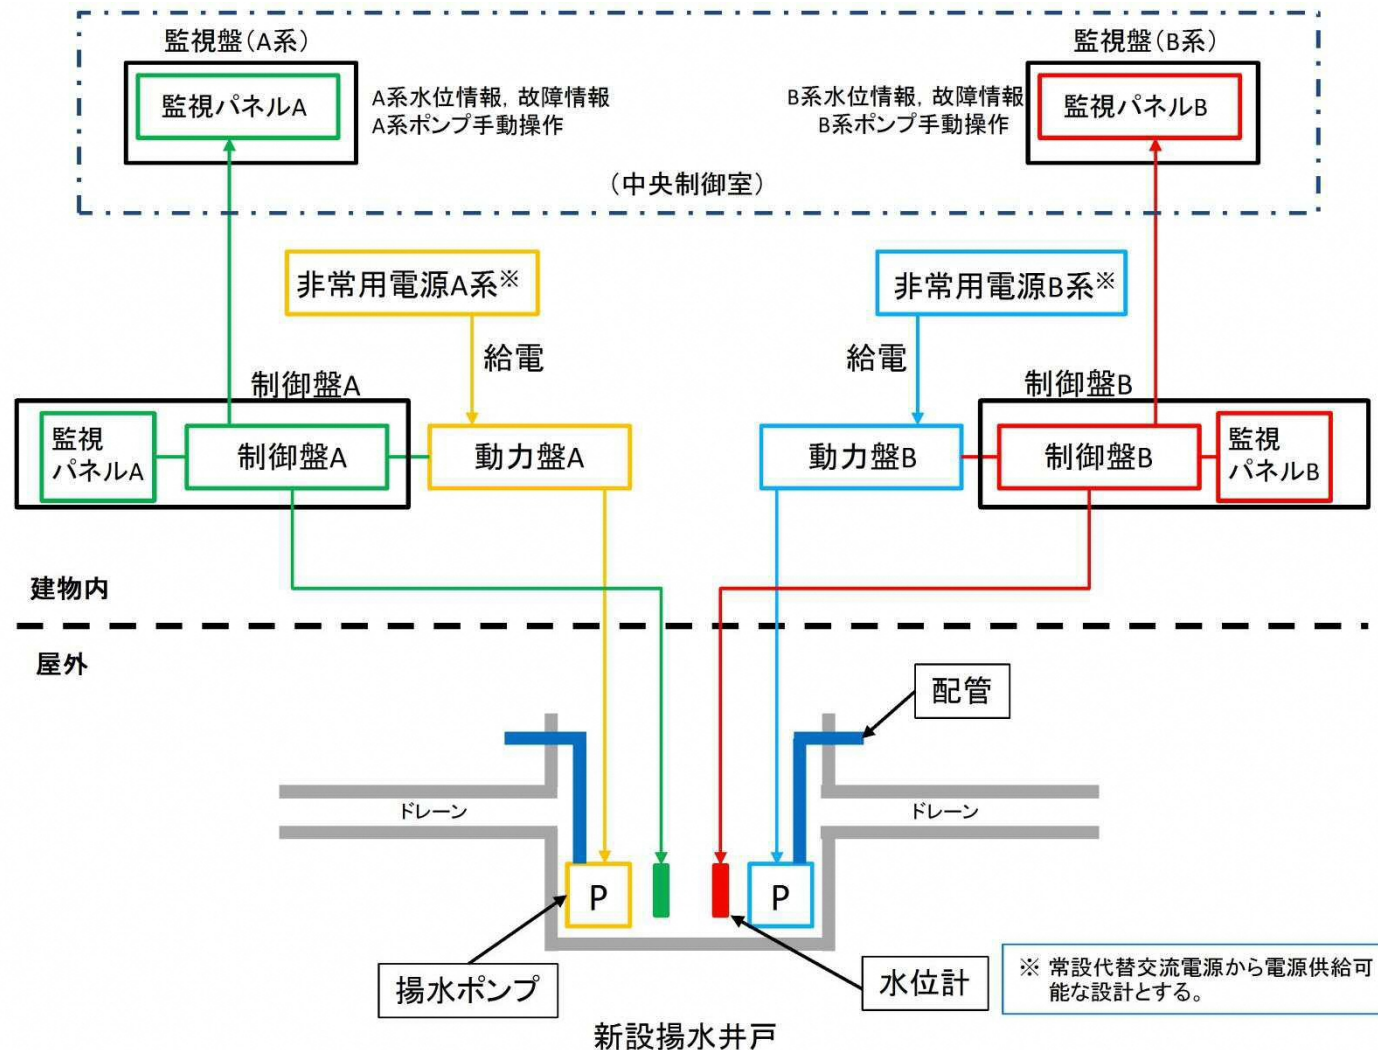 監視盤(A系)
監視パネルA
A系水位情報, 故障情報
A系ポンプ手動操作
監視盤(B系)
監視パネルB
B系水位情報, 故障情報
B系ポンプ手動操作
(中央制御室)
非常用電源A系※
給電
非常用電源B系※
給電
制御盤A
監視
パネルA
制御盤A
動力盤A
制御盤B
動力盤B
制御盤B
監視
パネルB
建物内
屋外
配管
ドレーン
ドレーン
P
P
揚水ポンプ
水位計
※ 常設代替交流電源から電源供給可
能な設計とする。
新設揚水井戸